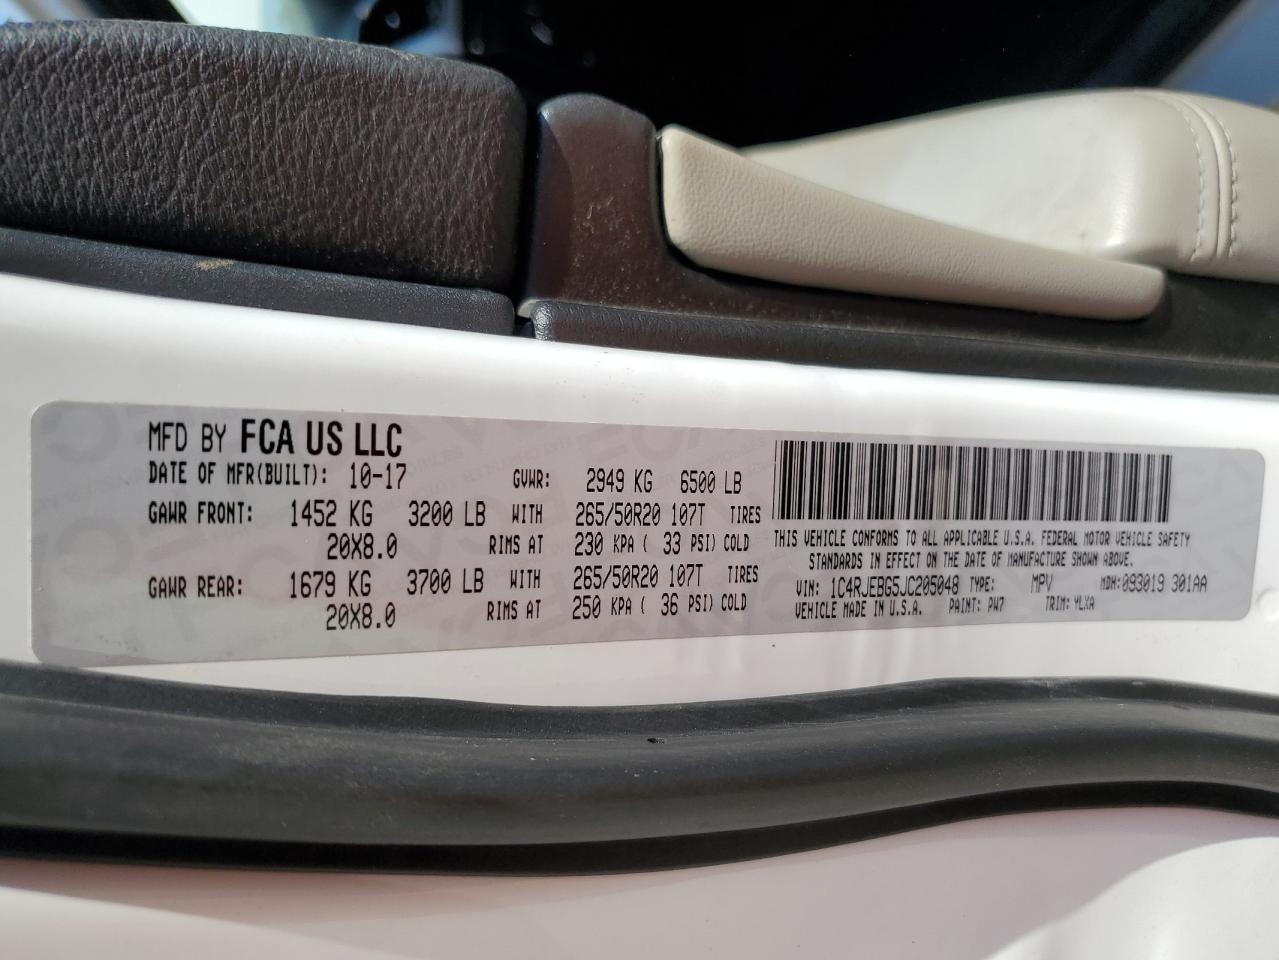 MFD BY FCA US LLC
DATE OF MFR(BUILT): 10-17 GVWR: 2949 KG 6500 LB
GAWR FRONT: 1452 KG 3200 LB WITH 265/50R20 107T TIRES
20X8.0 RIMS AT 230 KPA ( 33 PSI) COLD
GAWR REAR: 1679 KG 3700 LB WITH 265/50R20 107T TIRES
20X8.0 RIMS AT 250 KPA ( 36 PSI) COLD
THIS VEHICLE CONFORMS TO ALL APPLICABLE U.S.A. FEDERAL MOTOR VEHICLE SAFETY
STANDARDS IN EFFECT ON THE DATE OF MANUFACTURE SHOWN ABOVE.
VIN: 1C4RJEBG5JC205048 TYPE: MPV MDH:093019 301AA
VEHICLE MADE IN U.S.A. PAINT: PW7 TRIM: YLXA